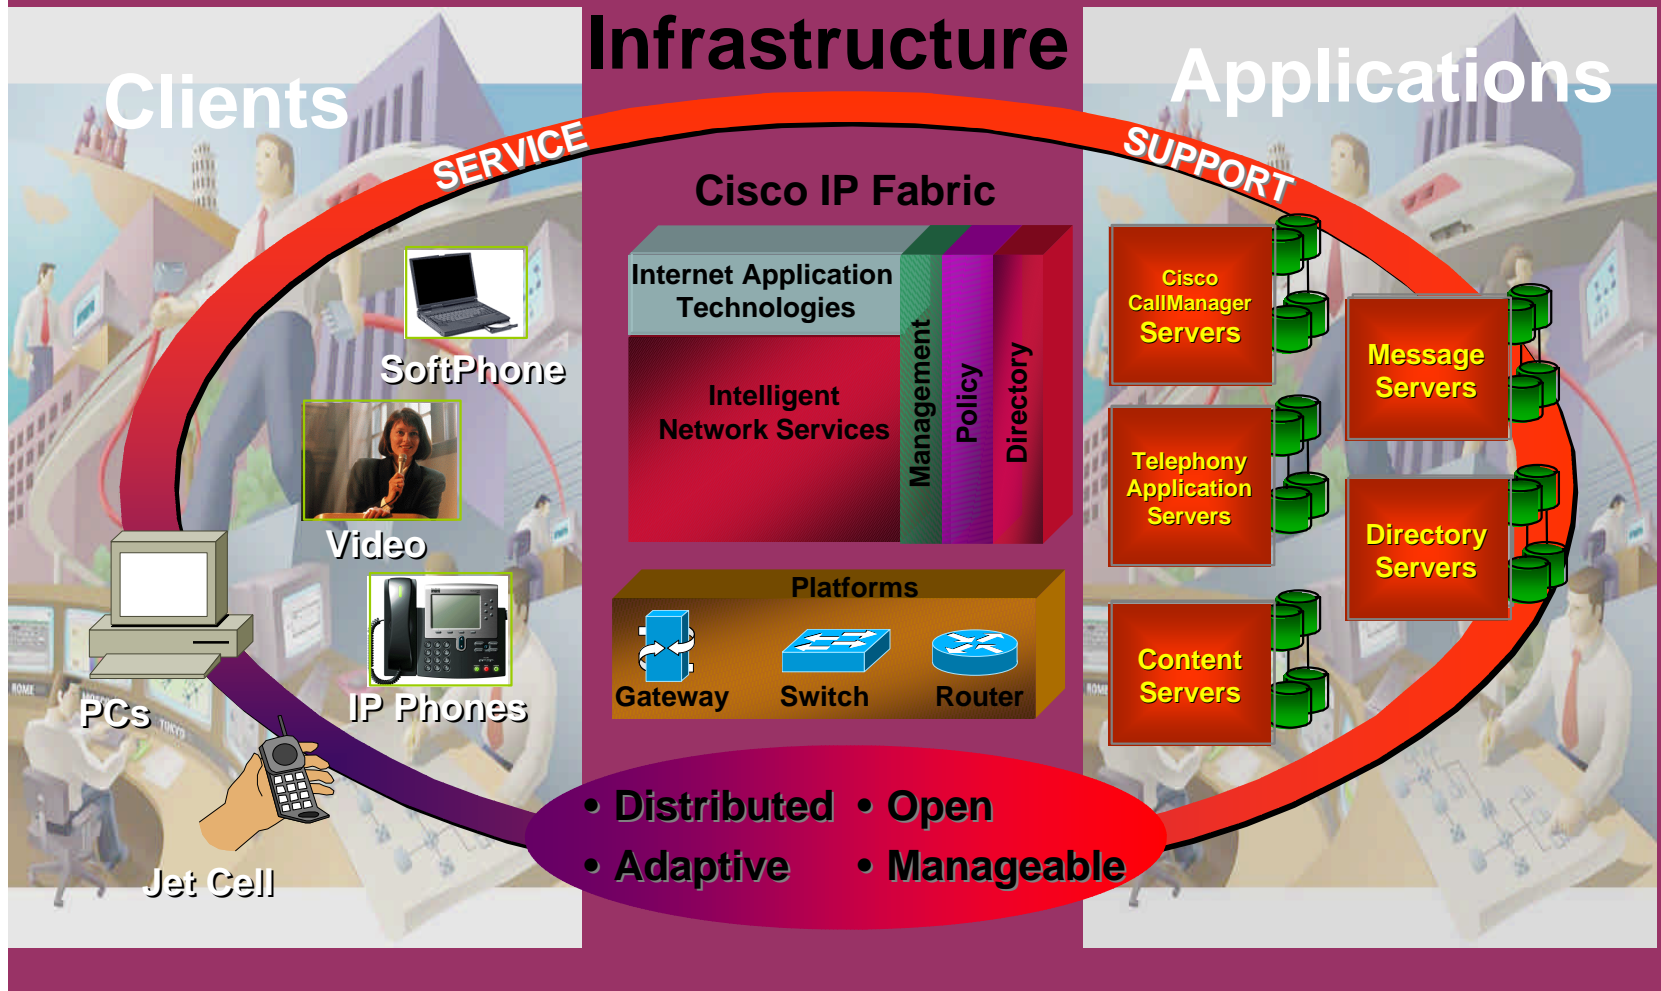 Infrastructure
Clients
Applications
SERVICE
SUPPORT
Cisco IP Fabric
Internet Application
Technologies
Intelligent
Network Services
Management
Policy
Directory
SoftPhone
Video
IP Phones
PCs
Jet Cell
Platforms
Gateway
Switch
Router
Cisco
CallManager
Servers
Message
Servers
Telephony
Application
Servers
Directory
Servers
Content
Servers
• Distributed
• Open
• Adaptive
• Manageable
ROME
TOKYO